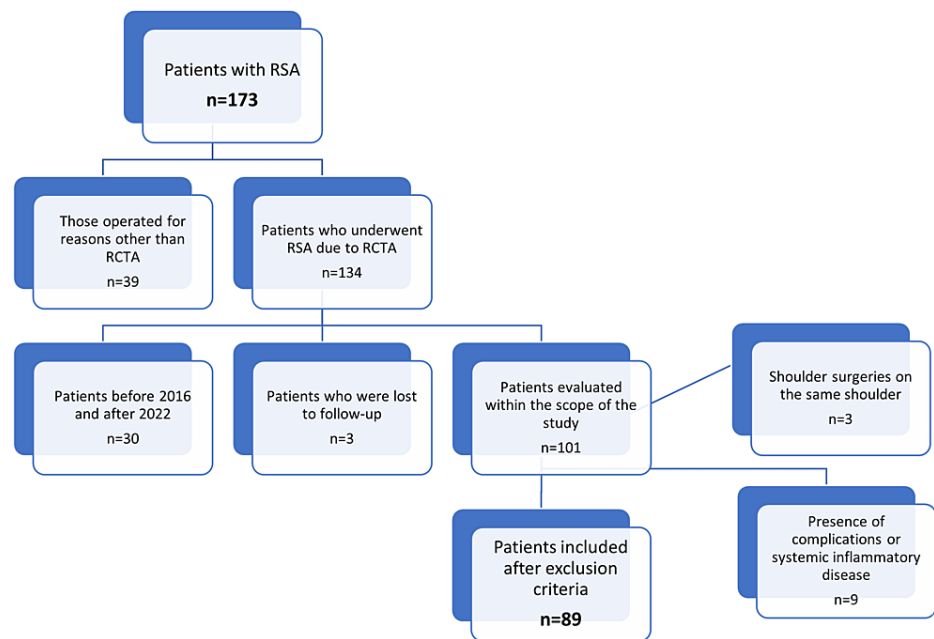 Patients with RSA
n=173
Those operated for
reasons other than
RCTA
n=39
Patients who underwent
RSA due to RCTA
n=134
Patients before 2016
and after 2022
n=30
Patients who were lost
to follow-up
n=3
Patients evaluated
within the scope of the
study
n=101
Shoulder surgeries on
the same shoulder
n=3
Patients included
after exclusion
criteria
n=89
Presence of
complications or
systemic inflammatory
disease
n=9